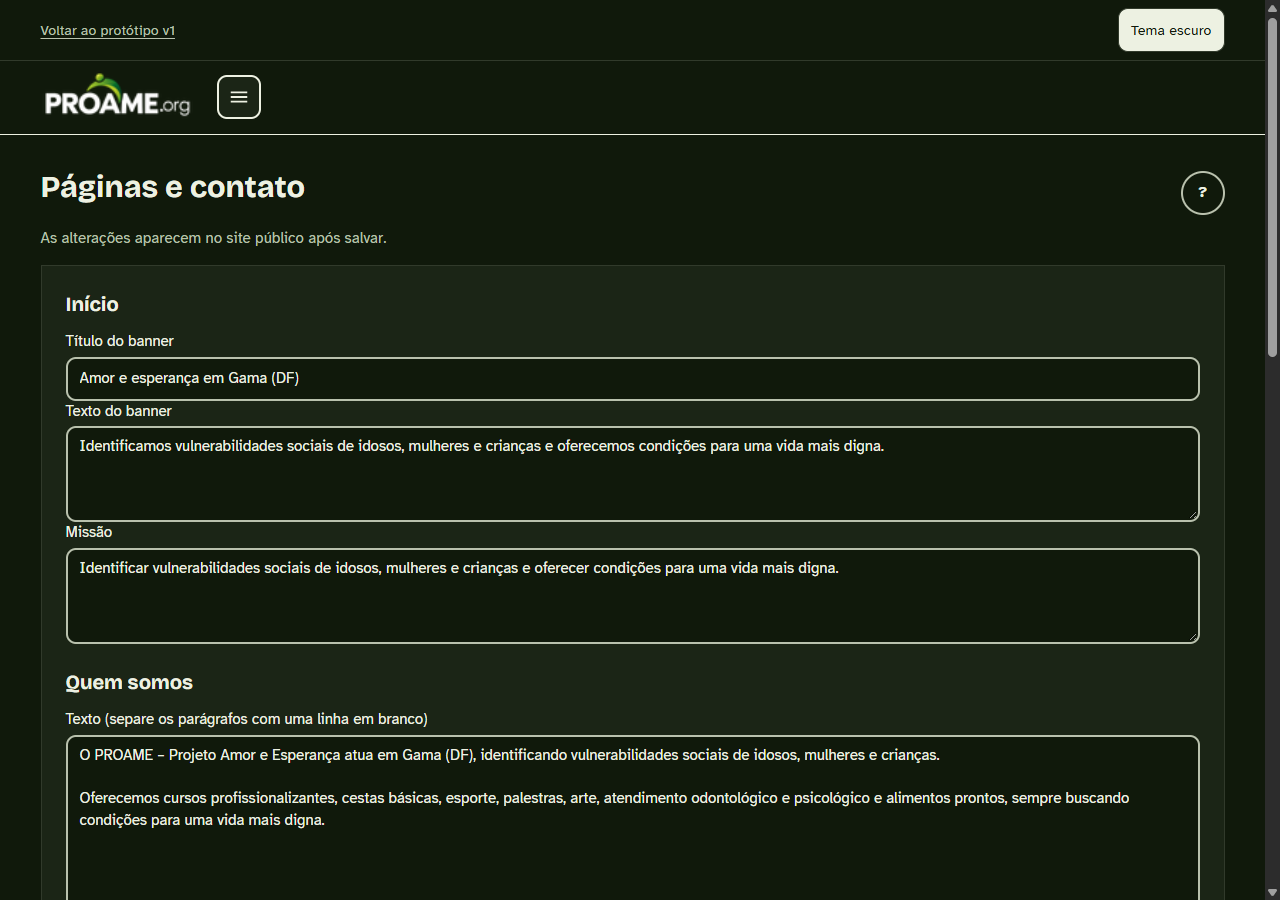 Voltar ao protótipo v1
Tema escuro
PROAME.org
Páginas e contato
?
As alterações aparecem no site público após salvar.
Início
Título do banner
Amor e esperança em Gama (DF)
Texto do banner
Identificamos vulnerabilidades sociais de idosos, mulheres e crianças e oferecemos condições para uma vida mais digna.
Missão
Identificar vulnerabilidades sociais de idosos, mulheres e crianças e oferecer condições para uma vida mais digna.
Quem somos
Texto (separe os parágrafos com uma linha em branco)
O PROAME – Projeto Amor e Esperança atua em Gama (DF), identificando vulnerabilidades sociais de idosos, mulheres e crianças.
Oferecemos cursos profissionalizantes, cestas básicas, esporte, palestras, arte, atendimento odontológico e psicológico e alimentos prontos, sempre buscando
condições para uma vida mais digna.